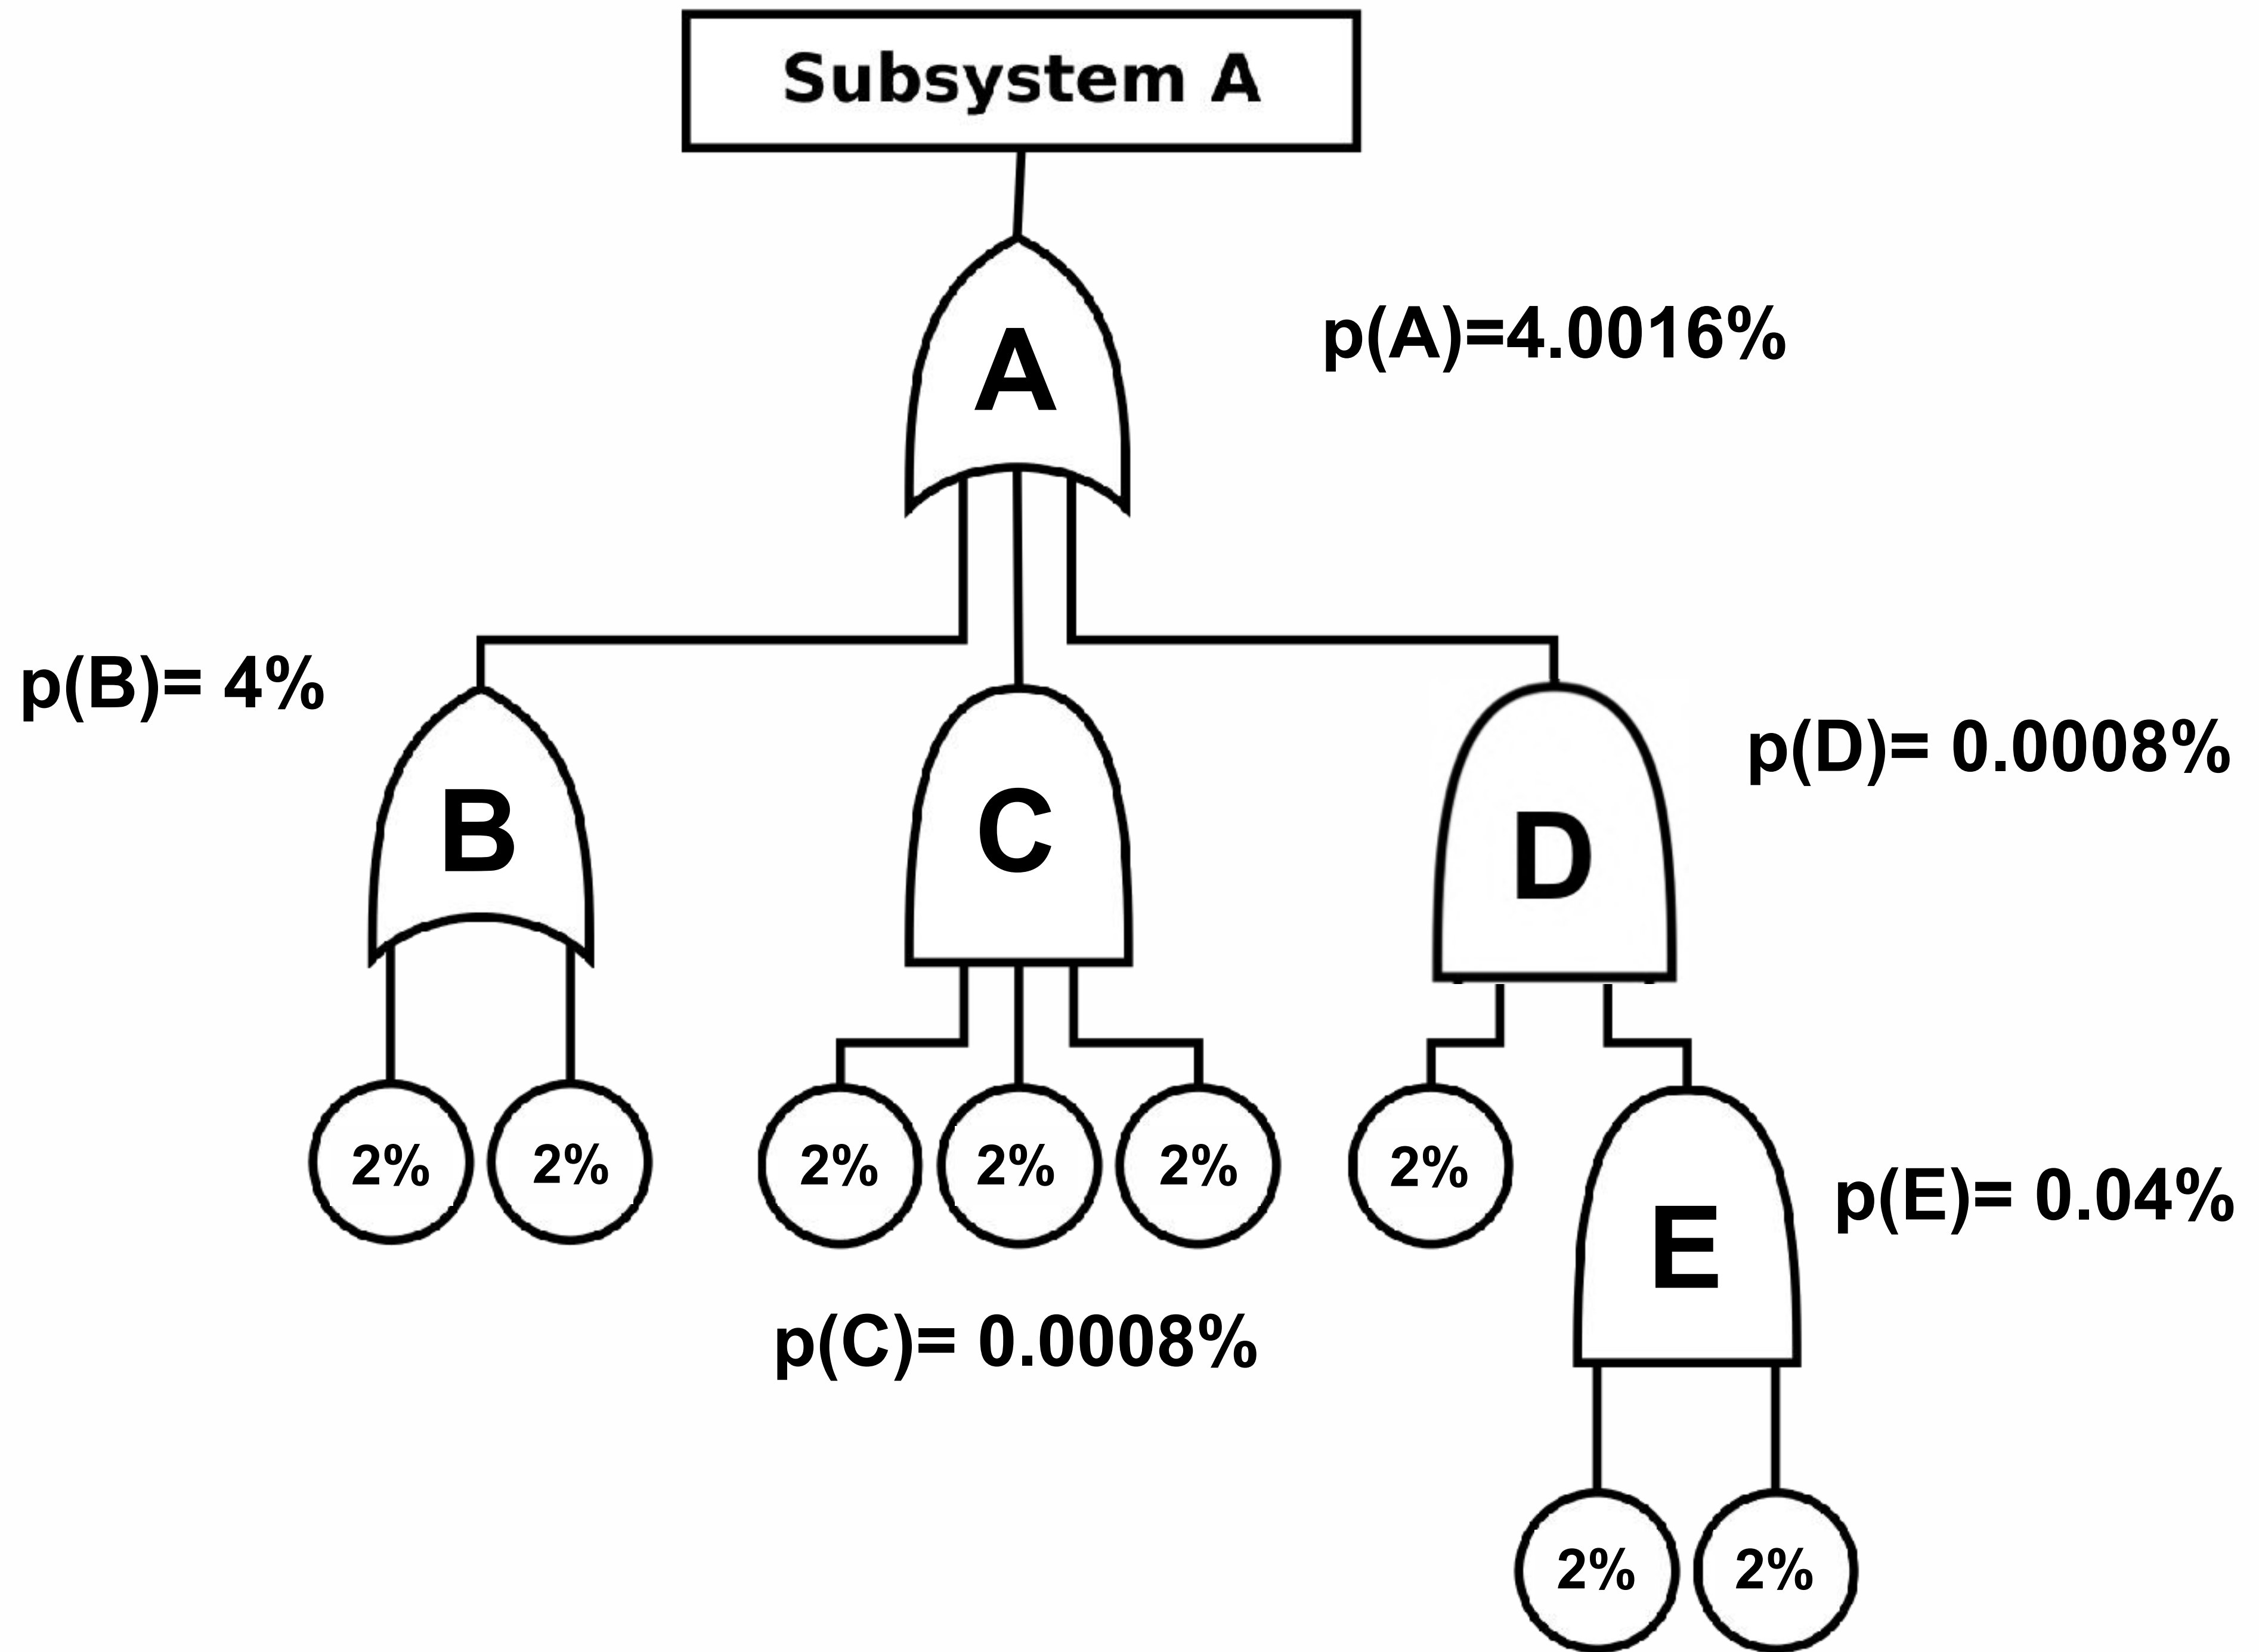 Subsystem A
A
p(A)=4.0016%
p(B)= 4%
B
C
D
p(D)= 0.0008%
2%
2%
2%
2%
2%
2%
E
p(E)= 0.04%
p(C)= 0.0008%
2%
2%